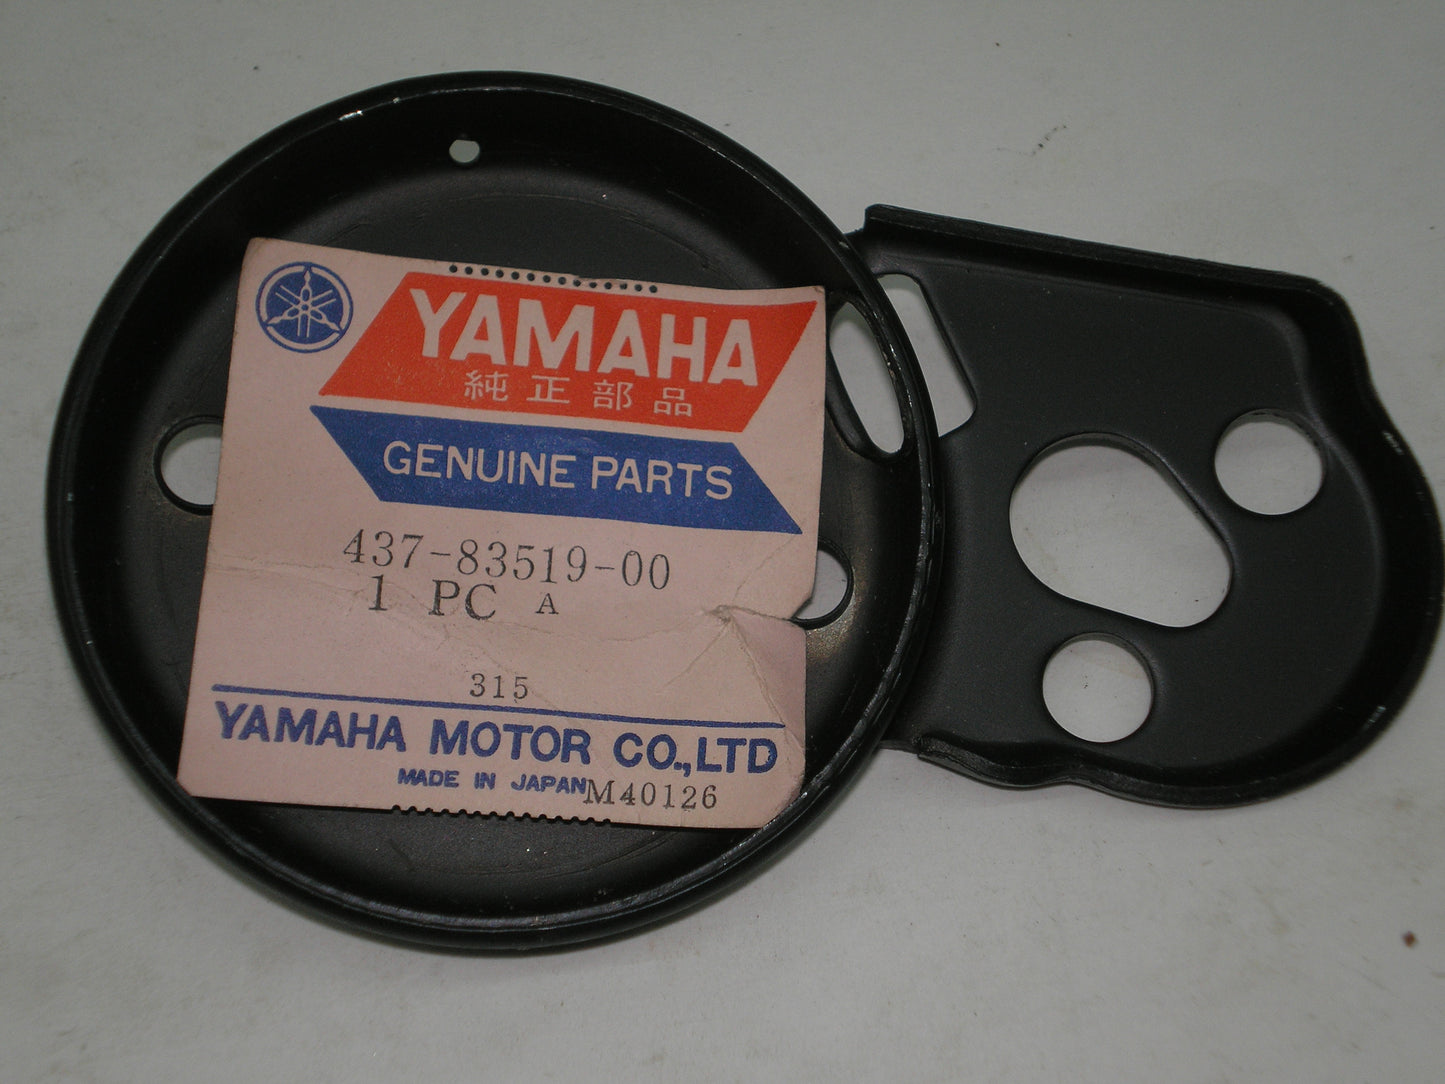 YAMAHA
純正部品
GENUINE PARTS
437-83519-00
1 PC A
315
YAMAHA MOTOR CO.,LTD
MADE IN JAPAN M40126